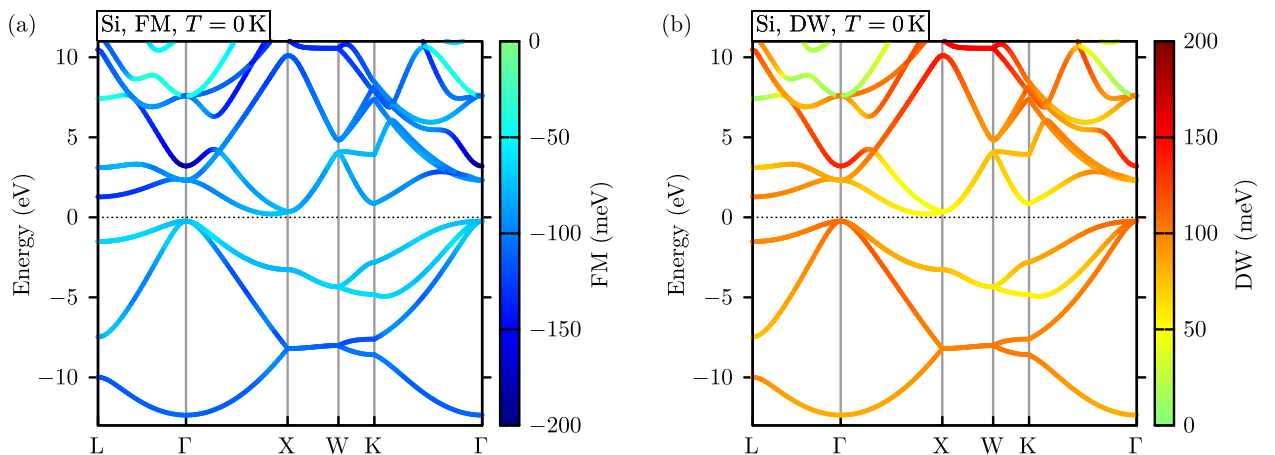 (a)
Si, FM, T = 0 K
Energy (eV)
10
5
0
−5
−10
L Γ X W K Γ
0
−50
−100
−150
−200
FM (meV)
(b)
Si, DW, T = 0 K
Energy (eV)
10
5
0
−5
−10
L Γ X W K Γ
200
150
100
50
0
DW (meV)